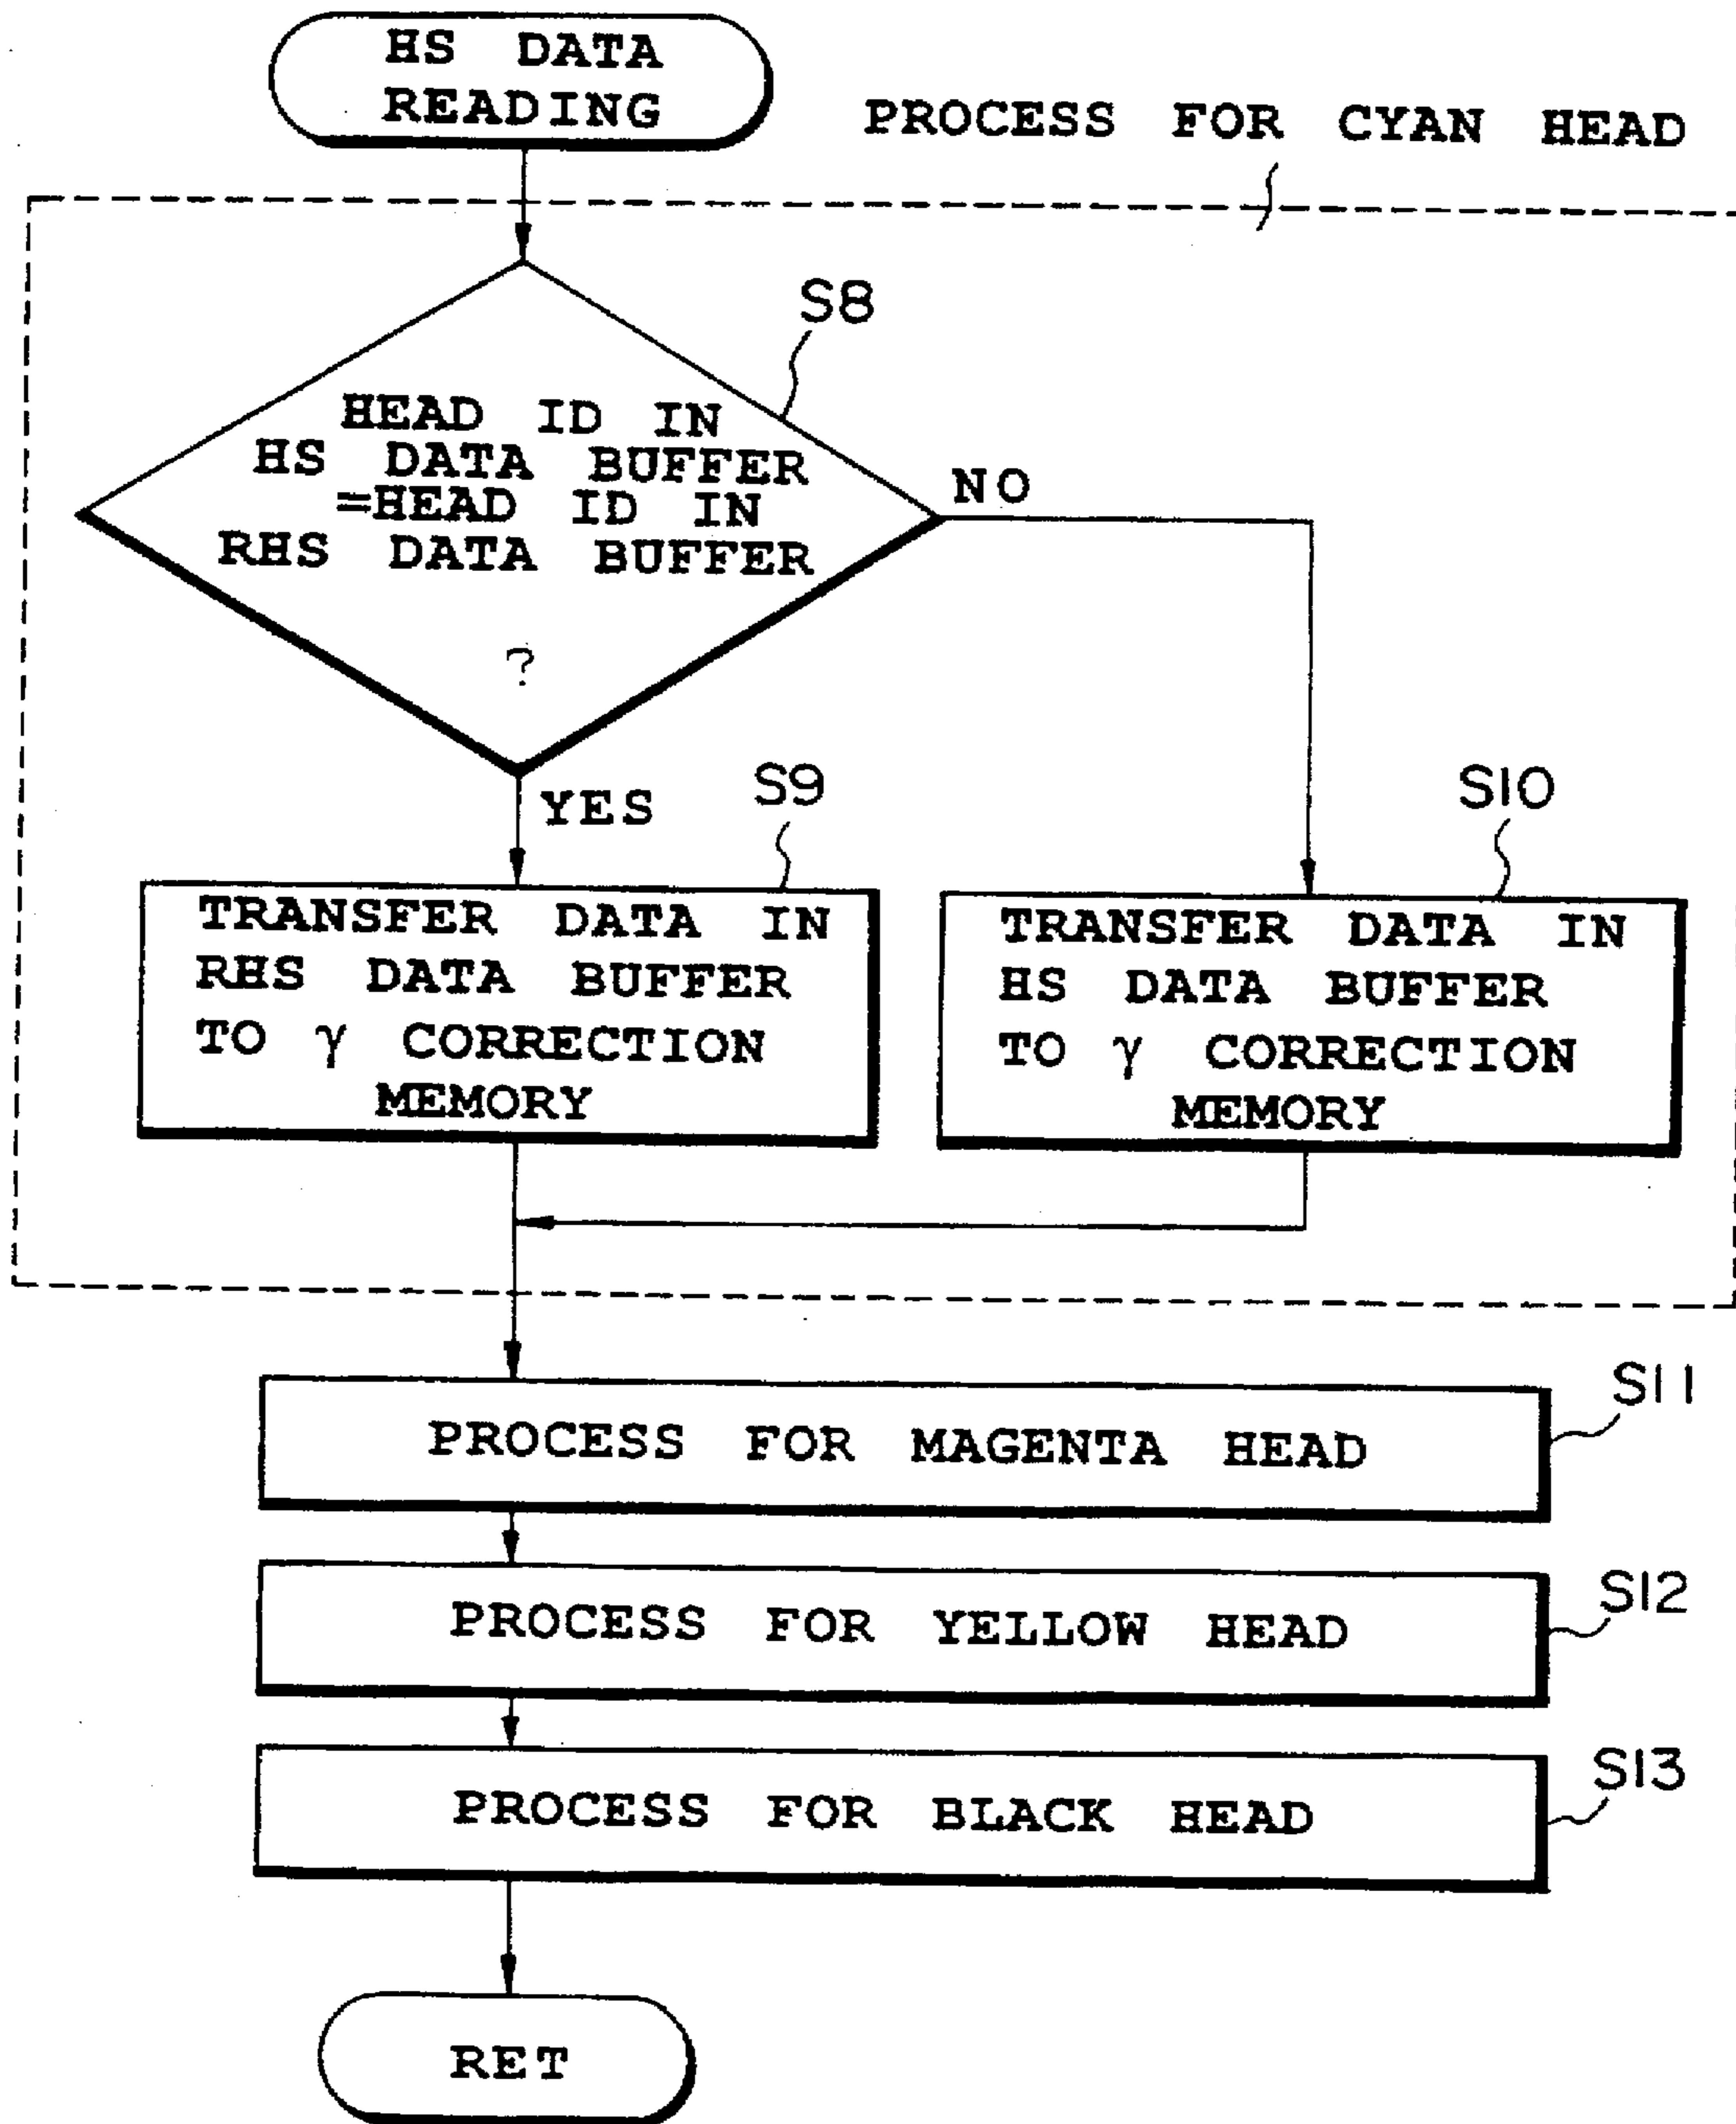 HS DATA
READING
PROCESS FOR CYAN HEAD
S8
HEAD ID IN
HS DATA BUFFER
=HEAD ID IN
RHS DATA BUFFER
?
NO
YES
S9
S10
TRANSFER DATA IN
RHS DATA BUFFER
TO γ CORRECTION
MEMORY
TRANSFER DATA IN
HS DATA BUFFER
TO γ CORRECTION
MEMORY
S11
PROCESS FOR MAGENTA HEAD
S12
PROCESS FOR YELLOW HEAD
S13
PROCESS FOR BLACK HEAD
RET